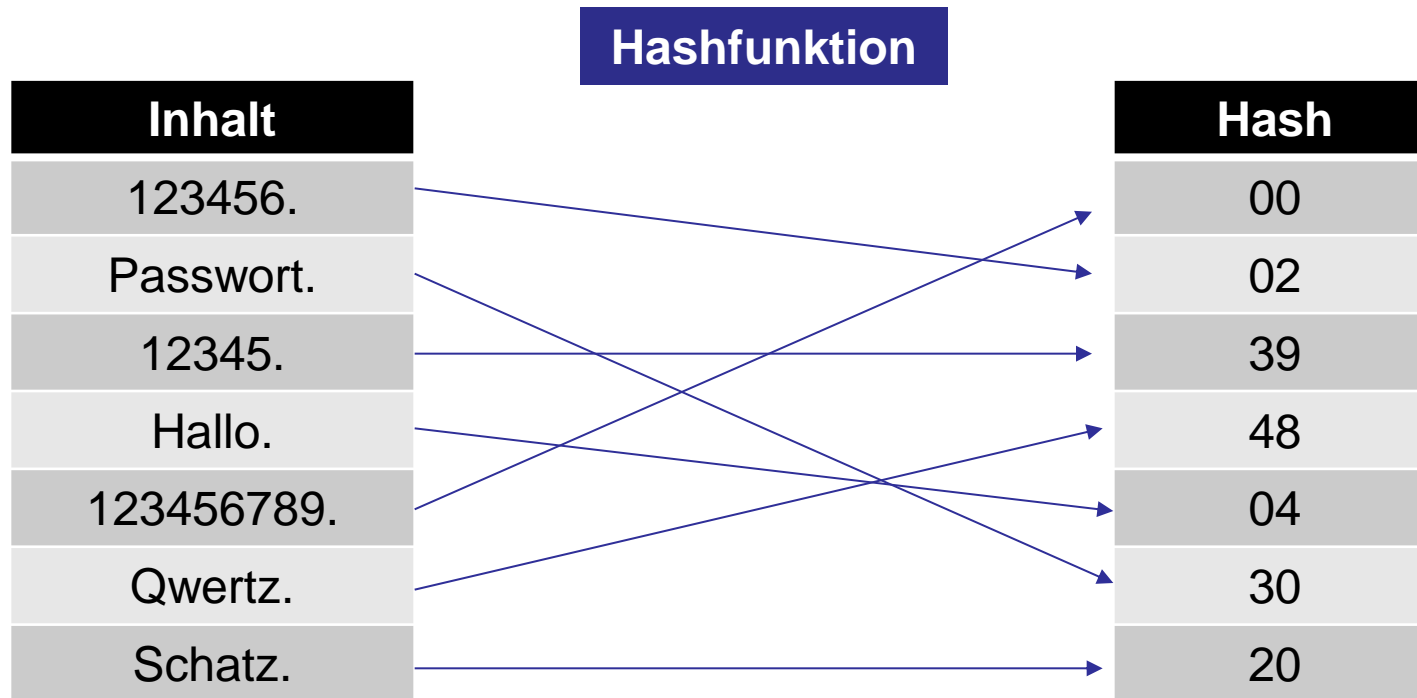 Hashfunktion
Inhalt Hash
123456. 00
Passwort. 02
12345. 39
Hallo. 48
123456789. 04
Qwertz. 30
Schatz. 20